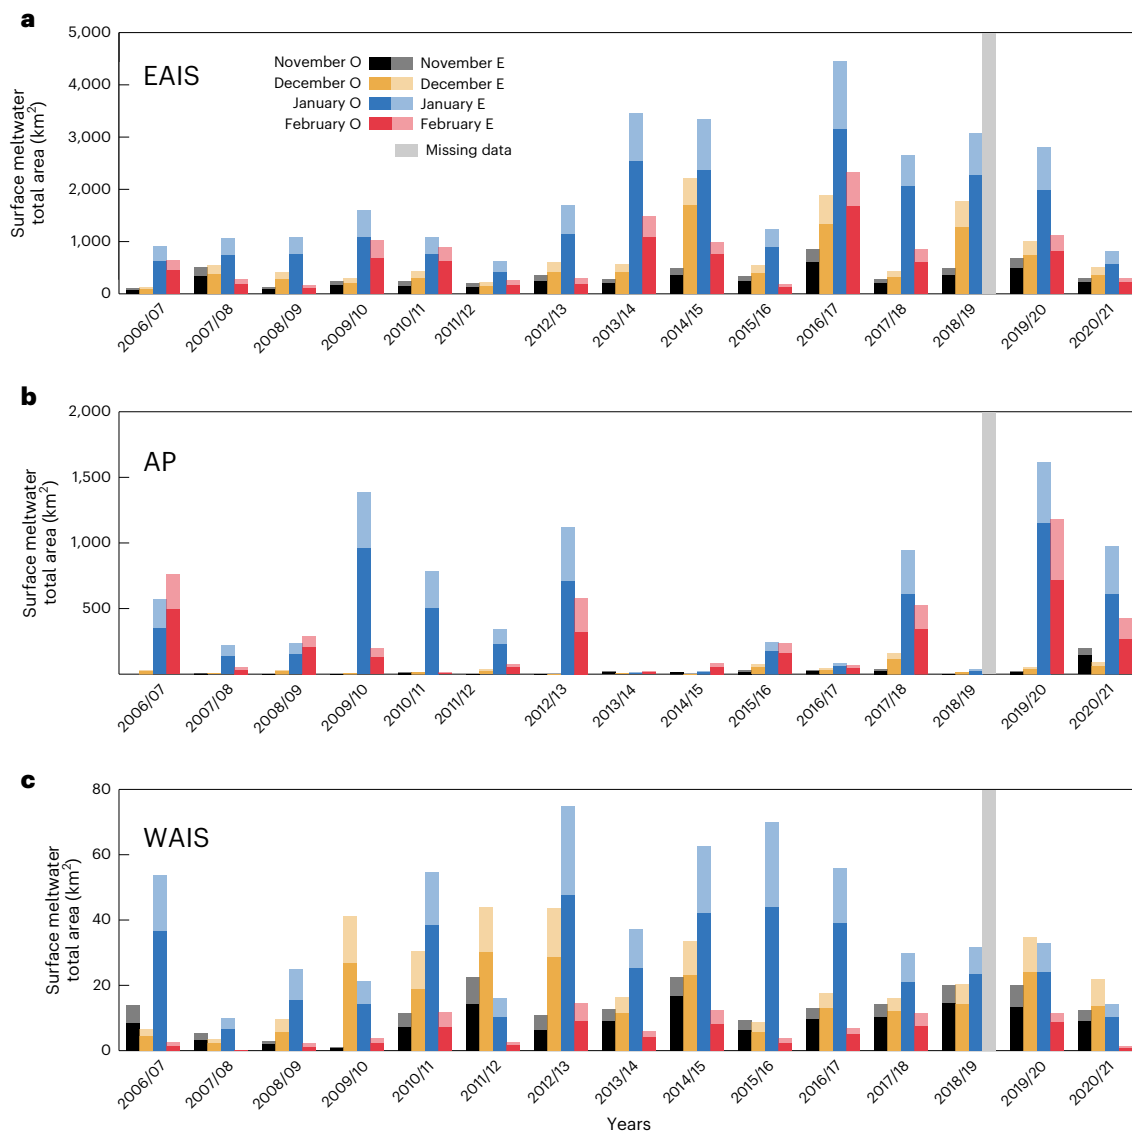 a
5,000
4,000
3,000
2,000
1,000
0
Surface meltwater
total area (km²)
EAIS
November O November E
December O December E
January O January E
February O February E
Missing data
2006/07 2007/08 2008/09 2009/10 2010/11 2011/12 2012/13 2013/14 2014/15 2015/16 2016/17 2017/18 2018/19 2019/20 2020/21
b
2,000
1,500
1,000
500
Surface meltwater
total area (km²)
AP
2006/07 2007/08 2008/09 2009/10 2010/11 2011/12 2012/13 2013/14 2014/15 2015/16 2016/17 2017/18 2018/19 2019/20 2020/21
c
80
60
40
20
0
Surface meltwater
total area (km²)
WAIS
2006/07 2007/08 2008/09 2009/10 2010/11 2011/12 2012/13 2013/14 2014/15 2015/16 2016/17 2017/18 2018/19 2019/20 2020/21
Years